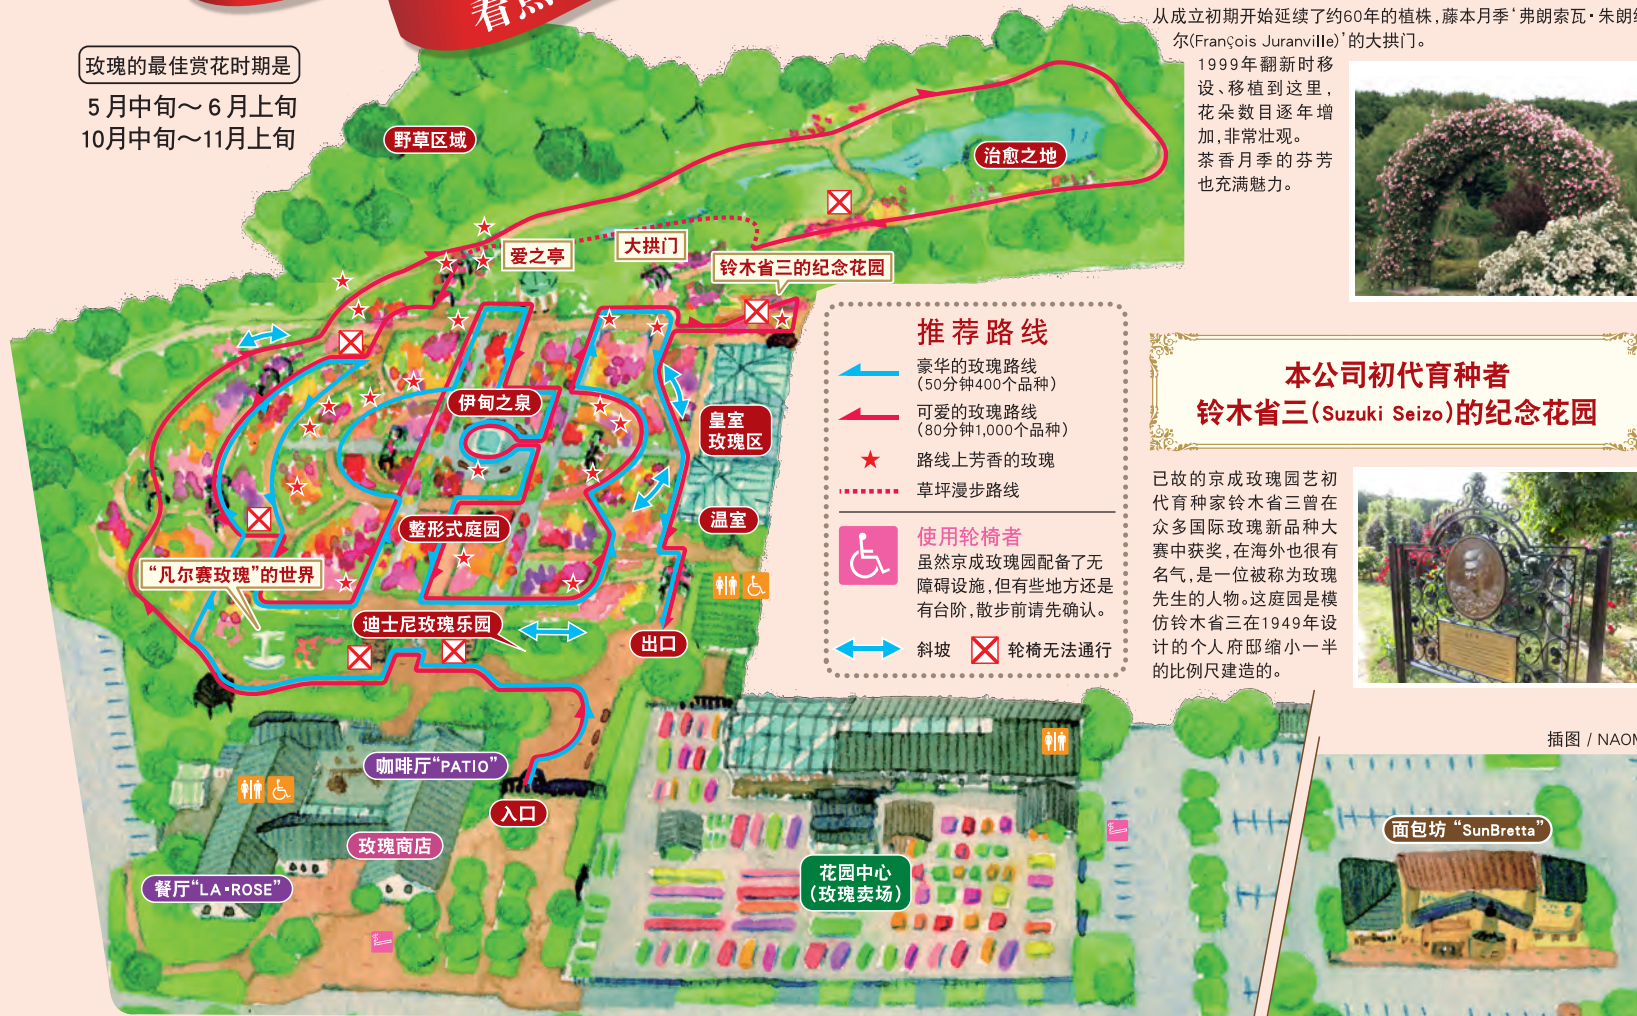 看点
玫瑰的最佳赏花时期是
5月中旬～6月上旬
10月中旬～11月上旬
从成立初期开始延续了约60年的植株,藤本月季‘弗朗索瓦·朱朗
尔(François Juranville)’的大拱门。
1999年翻新时移
设、移植到这里,
花朵数目逐年增
加,非常壮观。
茶香月季的芬芳
也充满魅力。
野草区域
治愈之地
爱之亭
大拱门
铃木省三的纪念花园
伊甸之泉
皇室
玫瑰区
整形式庭园
温室
“凡尔赛玫瑰”的世界
迪士尼玫瑰乐园
出口
入口
咖啡厅“PATIO”
玫瑰商店
餐厅“LA·ROSE”
花园中心
(玫瑰卖场)
推荐路线
豪华的玫瑰路线
(50分钟400个品种)
可爱的玫瑰路线
(80分钟1,000个品种)
路线上芳香的玫瑰
草坪漫步路线
使用轮椅者
虽然京成玫瑰园配备了无
障碍设施,但有些地方还是
有台阶,散步前请先确认。
斜坡
轮椅无法通行
本公司初代育种者
铃木省三(Suzuki Seizo)的纪念花园
已故的京成玫瑰园艺初
代育种家铃木省三曾在
众多国际玫瑰新品种大
赛中获奖,在海外也很有
名气,是一位被称为玫瑰
先生的人物。这庭园是模
仿铃木省三在1949年设
计的个人府邸缩小一半
的比例尺建造的。
插图 / NAOM
面包坊 “SunBretta”